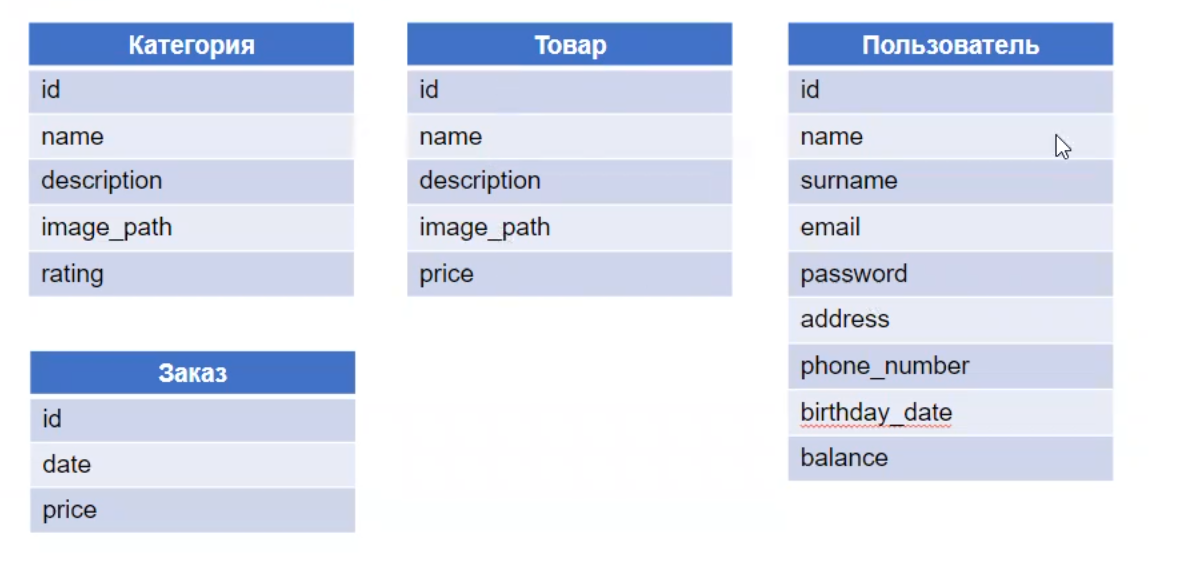 Категория
id
name
description
image_path
rating
Товар
id
name
description
image_path
price
Пользователь
id
name
surname
email
password
address
phone_number
birthday_date
balance
Заказ
id
date
price